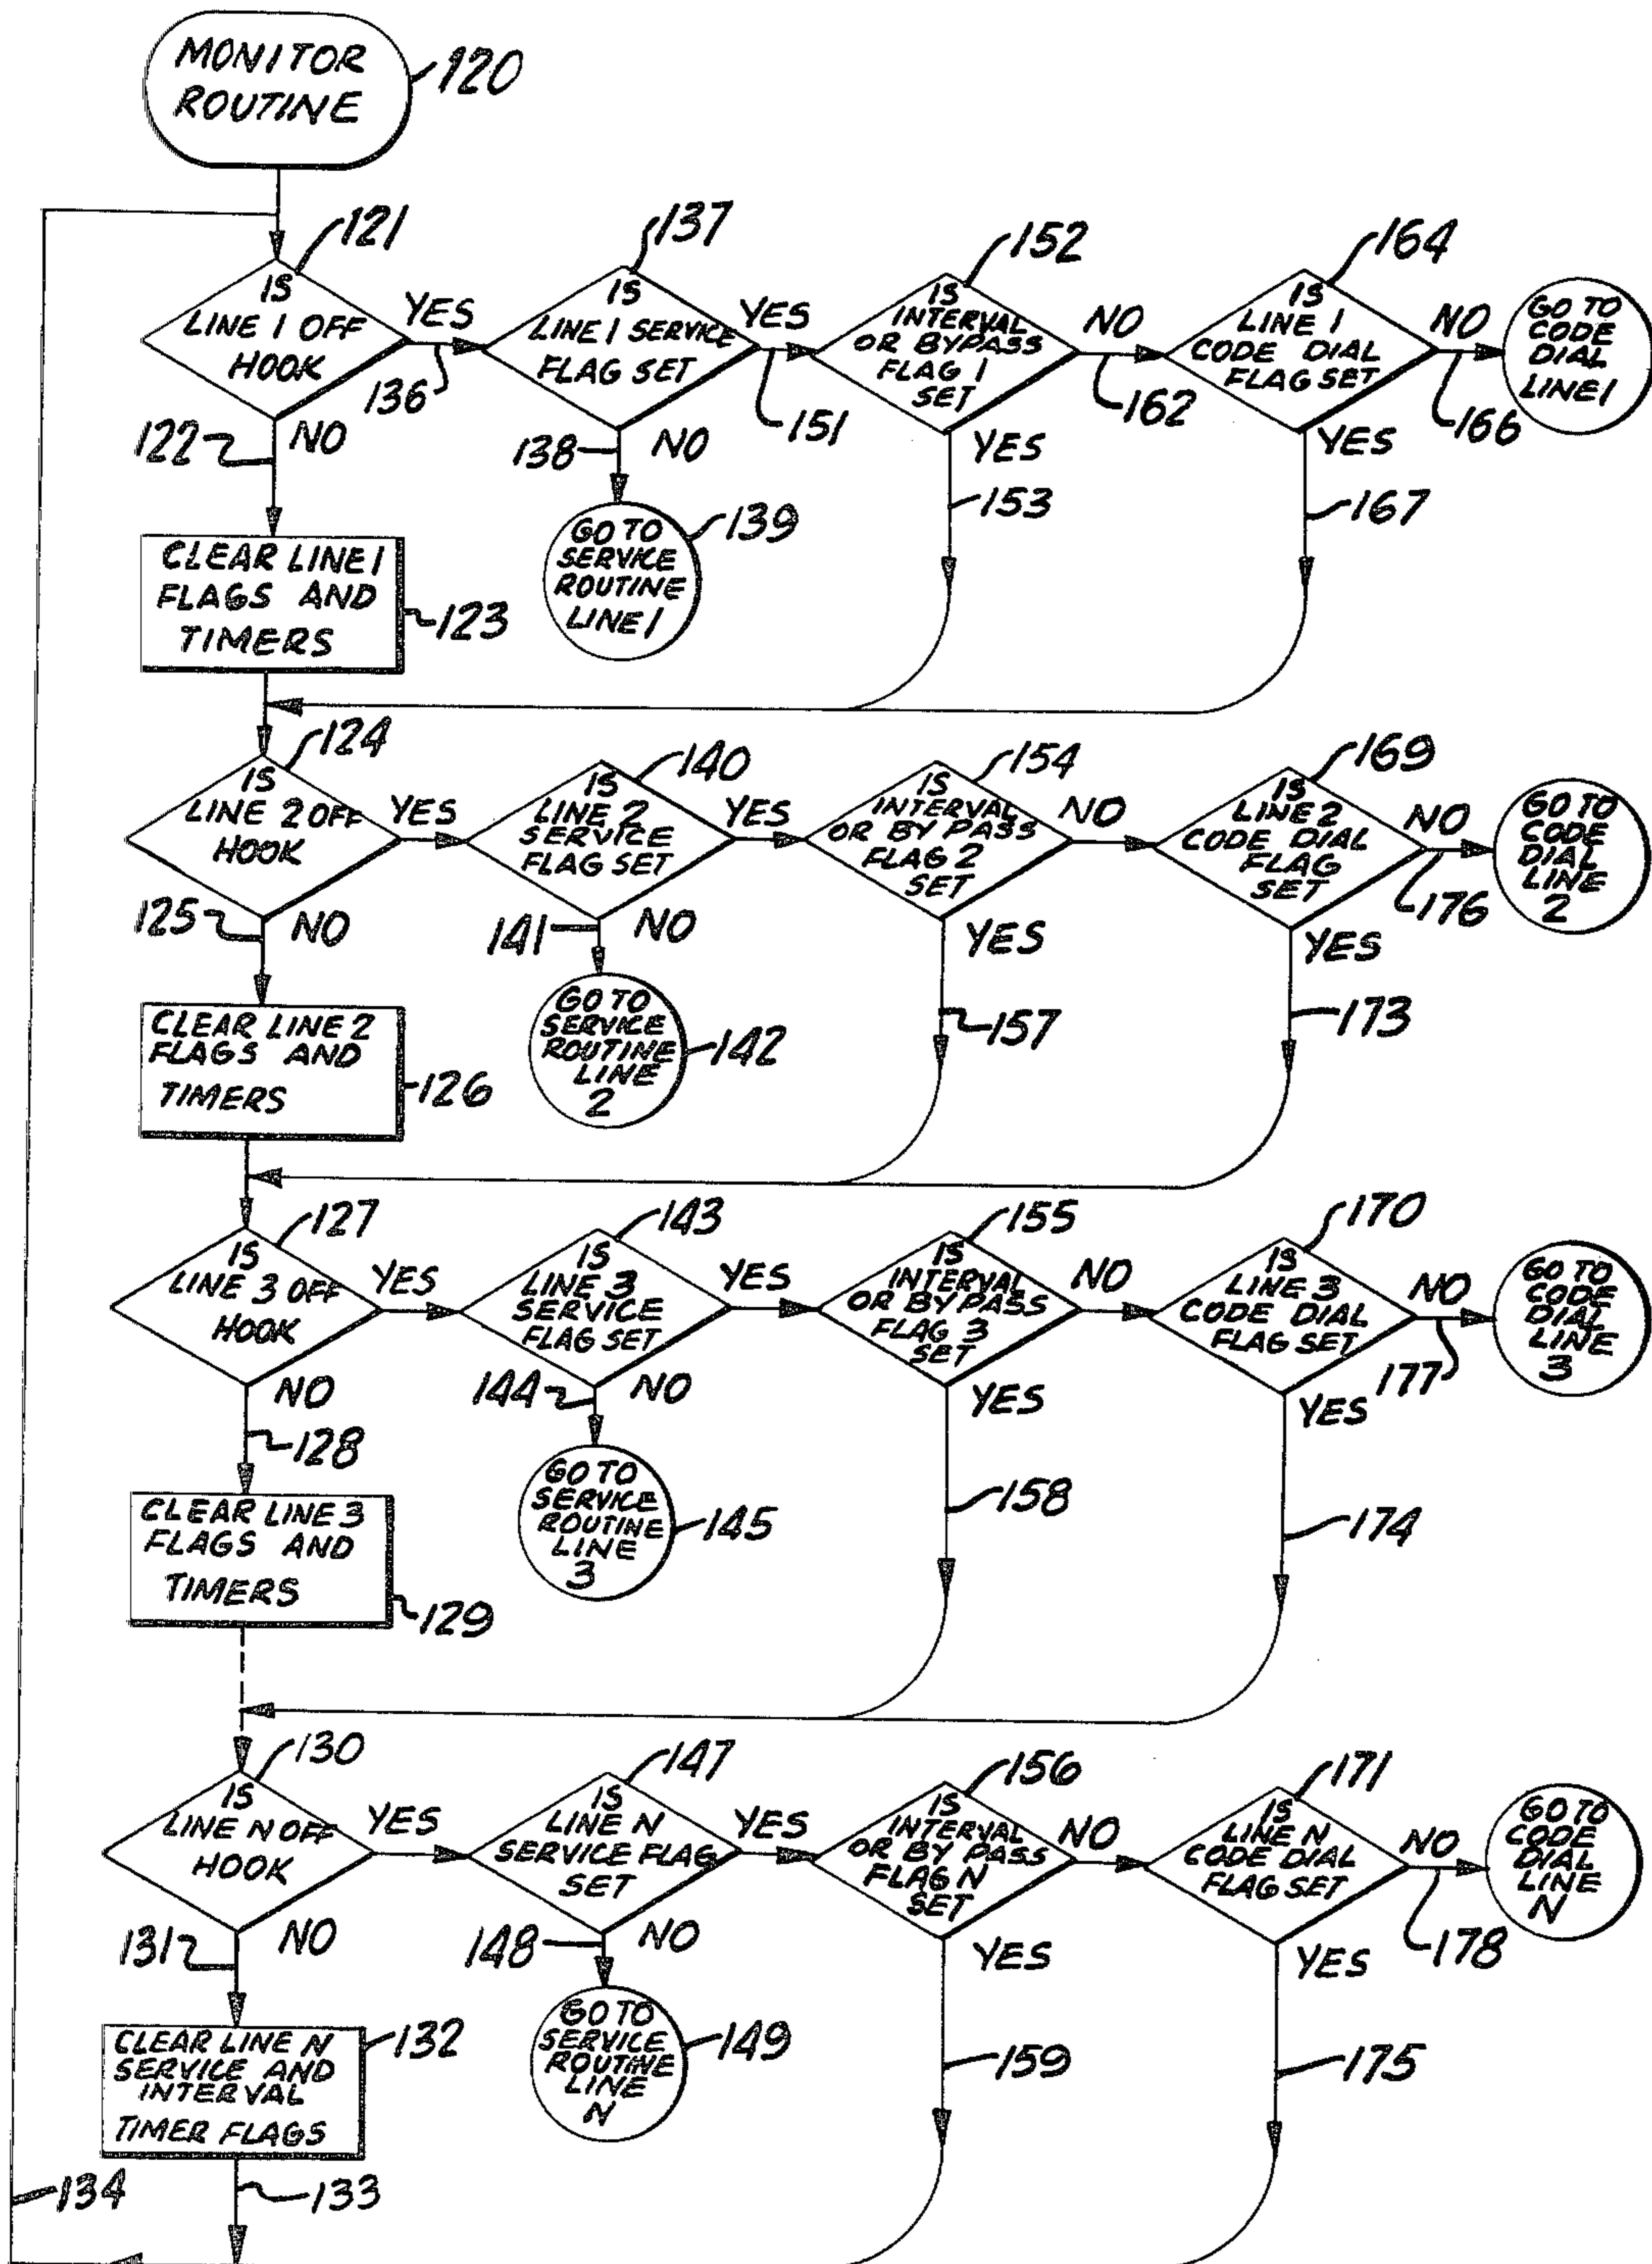 MONITOR
ROUTINE
120
121
137
152
164
IS
LINE 1 OFF
HOOK
YES
136
IS
LINE 1 SERVICE
FLAG SET
YES
151
IS
INTERVAL
OR BYPASS
FLAG 1
SET
NO
162
IS
LINE 1
CODE DIAL
FLAG SET
NO
166
GO TO
CODE
DIAL
LINE 1
122
NO
138
NO
YES
153
YES
167
CLEAR LINE 1
FLAGS AND
TIMERS
123
GO TO
SERVICE
ROUTINE
LINE 1
139
124
140
154
169
IS
LINE 2 OFF
HOOK
YES
IS
LINE 2
SERVICE
FLAG SET
YES
IS
INTERVAL
OR BY PASS
FLAG 2
SET
NO
IS
LINE 2
CODE DIAL
FLAG
SET
NO
176
GO TO
CODE
DIAL
LINE
2
125
NO
141
NO
YES
157
YES
173
CLEAR LINE 2
FLAGS AND
TIMERS
126
GO TO
SERVICE
ROUTINE
LINE
2
142
127
143
155
170
IS
LINE 3 OFF
HOOK
YES
IS
LINE 3
SERVICE
FLAG SET
YES
IS
INTERVAL
OR BY PASS
FLAG 3
SET
NO
IS
LINE 3
CODE DIAL
FLAG SET
NO
177
GO TO
CODE
DIAL
LINE
3
NO
128
144
NO
YES
158
YES
174
CLEAR LINE 3
FLAGS AND
TIMERS
129
GO TO
SERVICE
ROUTINE
LINE
3
145
130
147
156
171
IS
LINE N OFF
HOOK
YES
IS
LINE N
SERVICE FLAG
SET
YES
IS
INTERVAL
OR BY PASS
FLAG N
SET
NO
IS
LINE N
CODE DIAL
FLAG SET
NO
178
GO TO
CODE
DIAL
LINE
N
131
NO
148
NO
YES
159
YES
175
CLEAR LINE N
SERVICE AND
INTERVAL
TIMER FLAGS
132
GO TO
SERVICE
ROUTINE
LINE
N
149
134
133